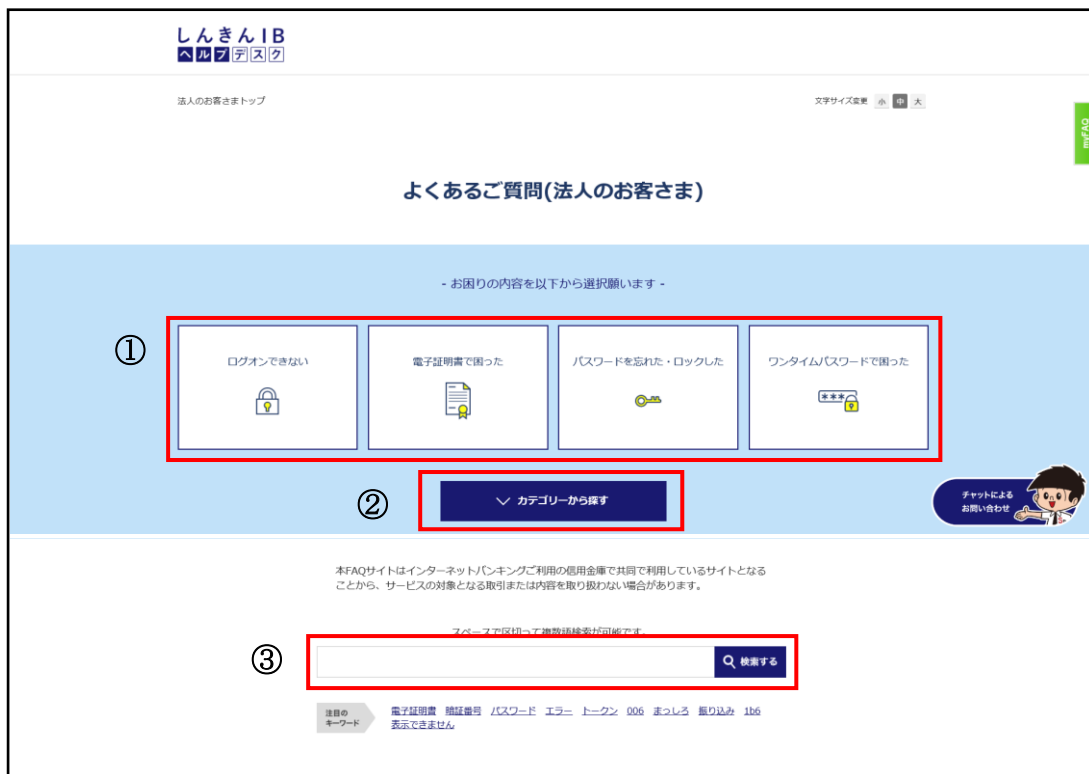 しんきんIB
ヘルプデスク
法人のお客さまトップ
文字サイズ変更 小 中 大
myFAQ
よくあるご質問(法人のお客さま)
- お困りの内容を以下から選択願います -
①
ログオンできない
電子証明書で困った
パスワードを忘れた・ロックした
ワンタイムパスワードで困った
***
②
カテゴリーから探す
チャットによる
お問い合わせ
本FAQサイトはインターネットバンキングご利用の信用金庫で共同で利用しているサイトとなる
ことから、サービスの対象となる取引または内容を取り扱わない場合があります。
スペースで区切って複数語検索が可能です。
③
検索する
注目の
キーワード
電子証明書 暗証番号 パスワード エラー トークン 006 まっしろ 振り込み 1b6
表示できません